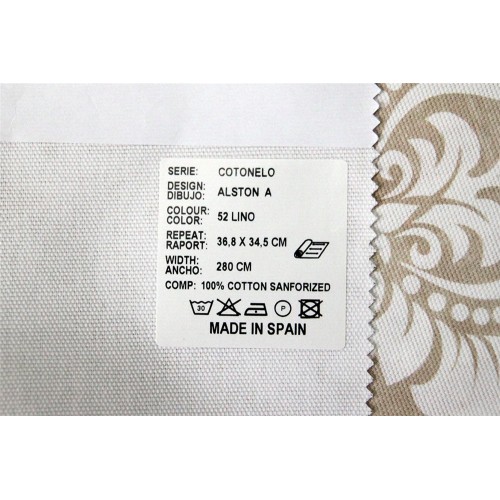 SERIE: COTONELO
DESIGN:
DIBUJO: ALSTON A
COLOUR:
COLOR: 52 LINO
REPEAT:
RAPORT: 36,8 X 34,5 CM
WIDTH:
ANCHO: 280 CM
COMP: 100% COTTON SANFORIZED
30 P
MADE IN SPAIN